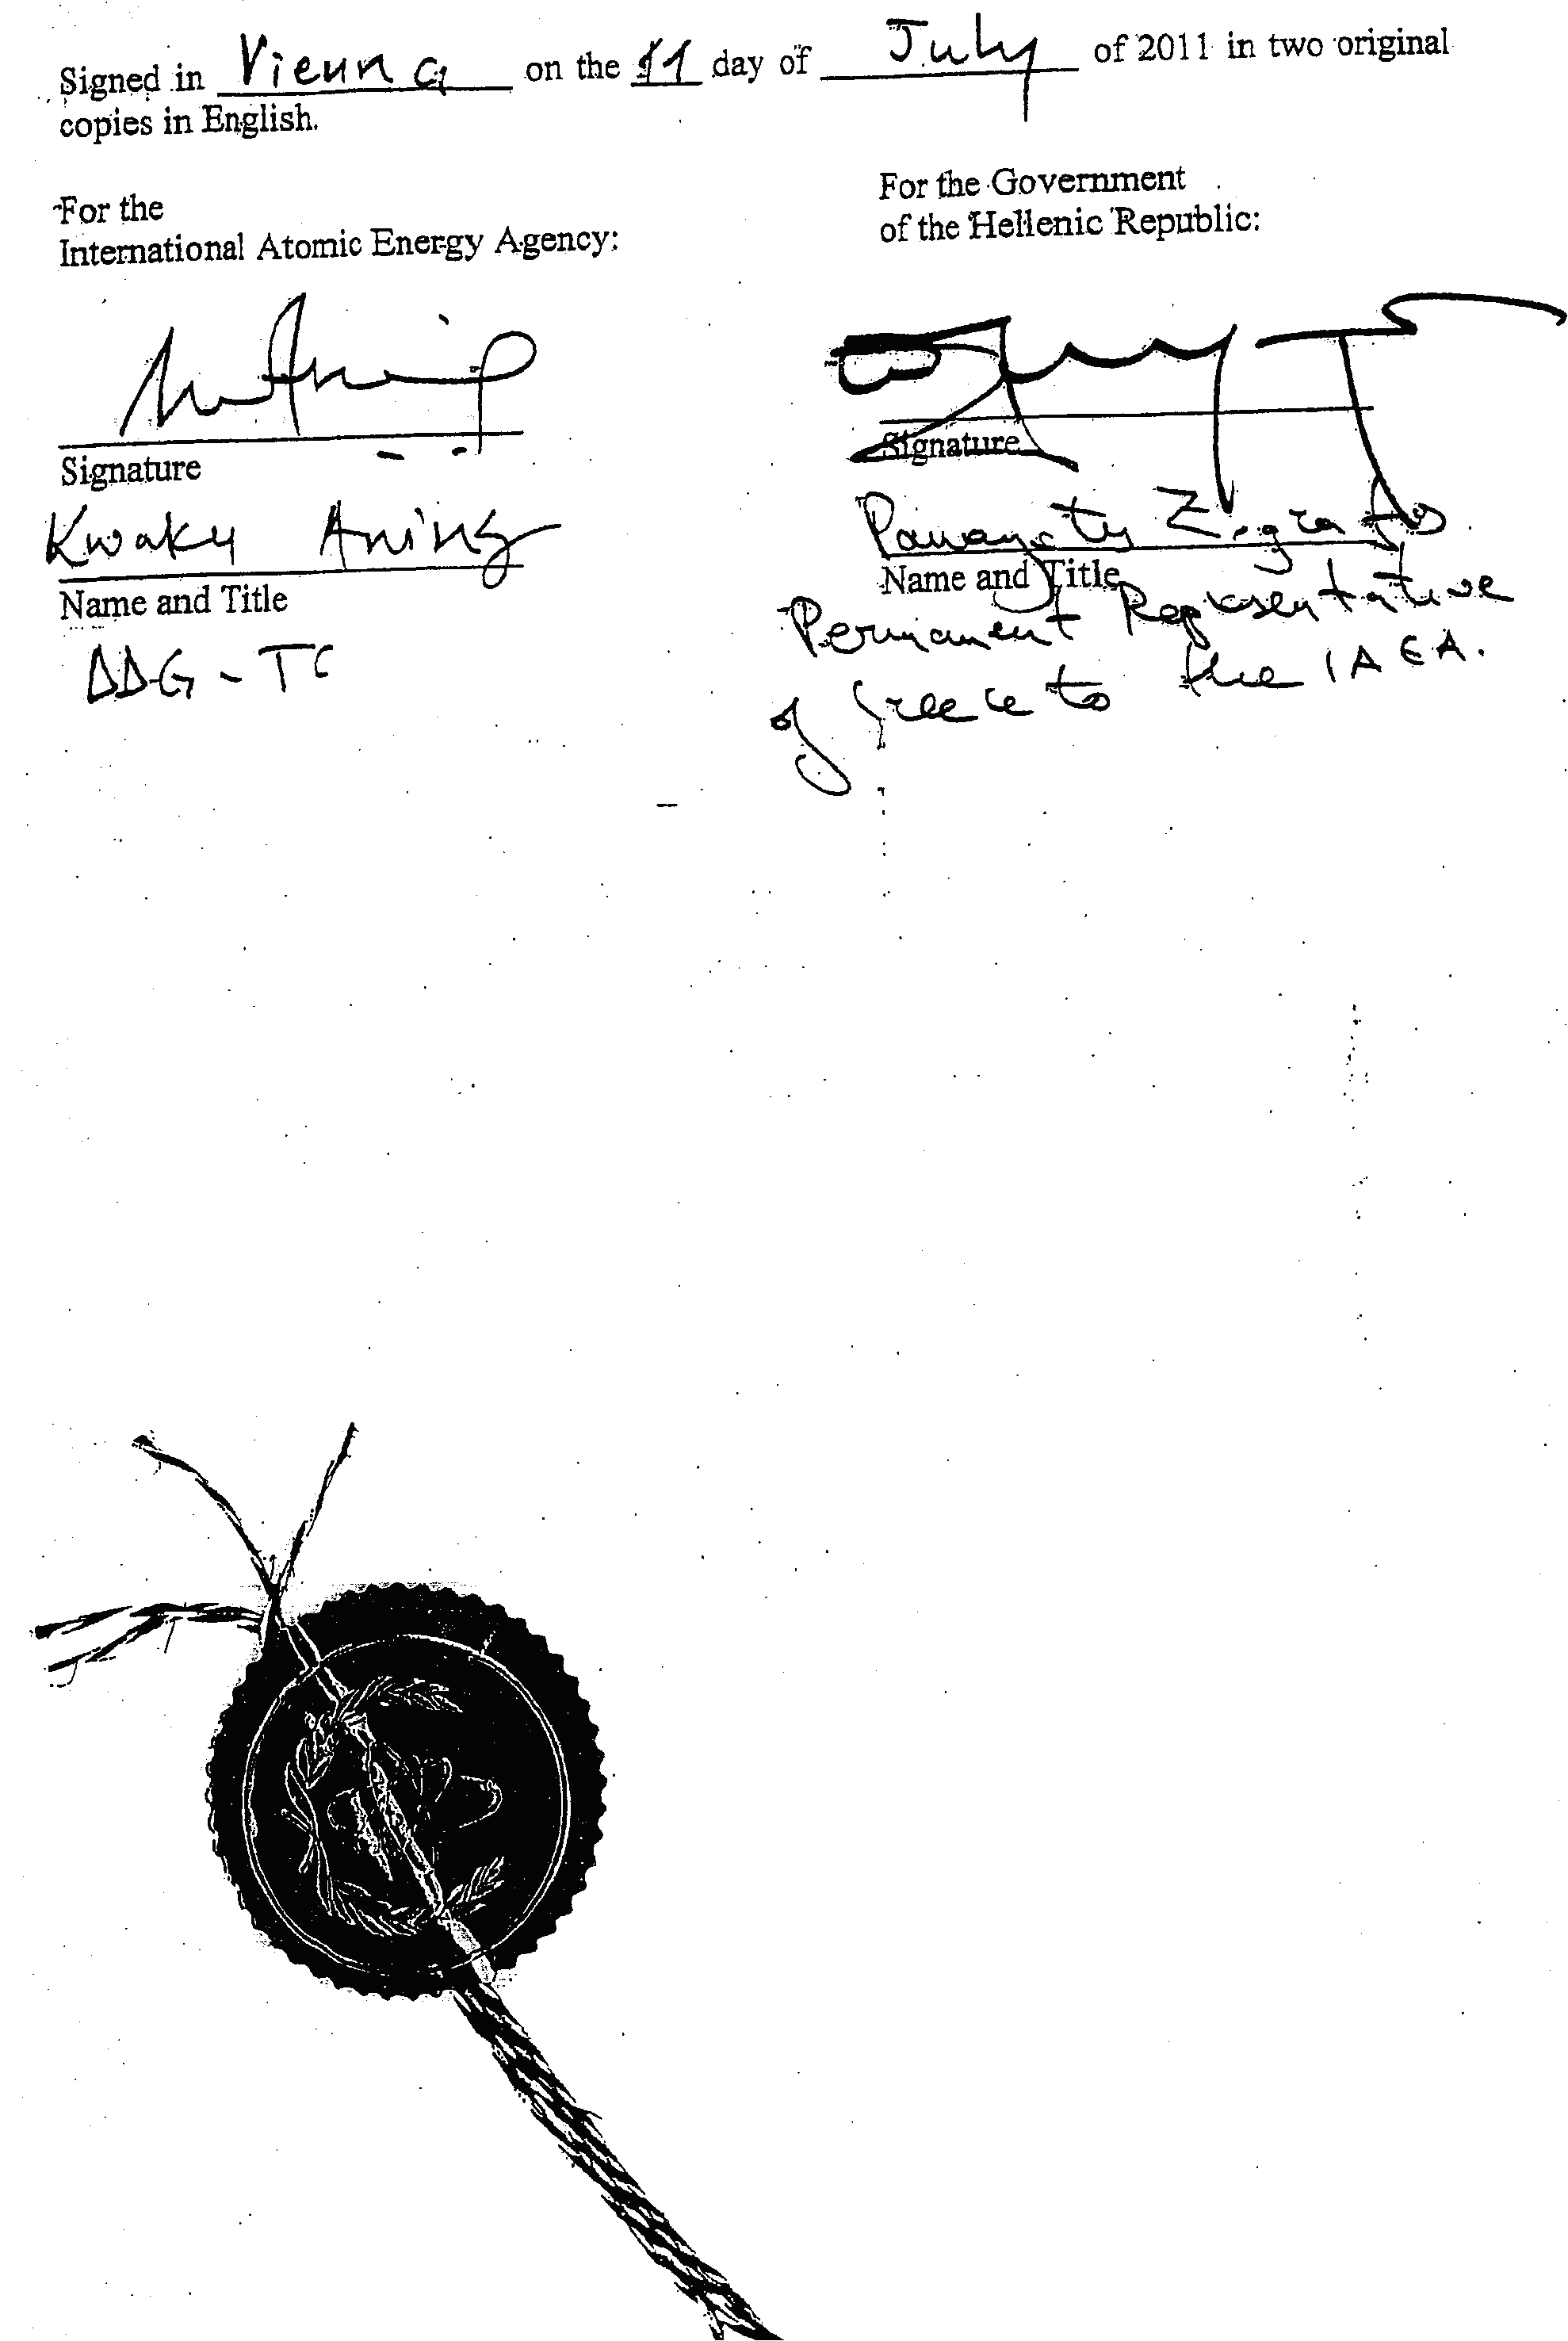 Signed in Vienna on the 11 day of July of 2011 in two original
copies in English.
For the
International Atomic Energy Agency:
Signature
Kwaku Aning
Name and Title
DDG - TC
For the Government
of the Hellenic Republic:
Signature
Zografos
Name and Title
Permanent Representative
of Greece to the IAEA.